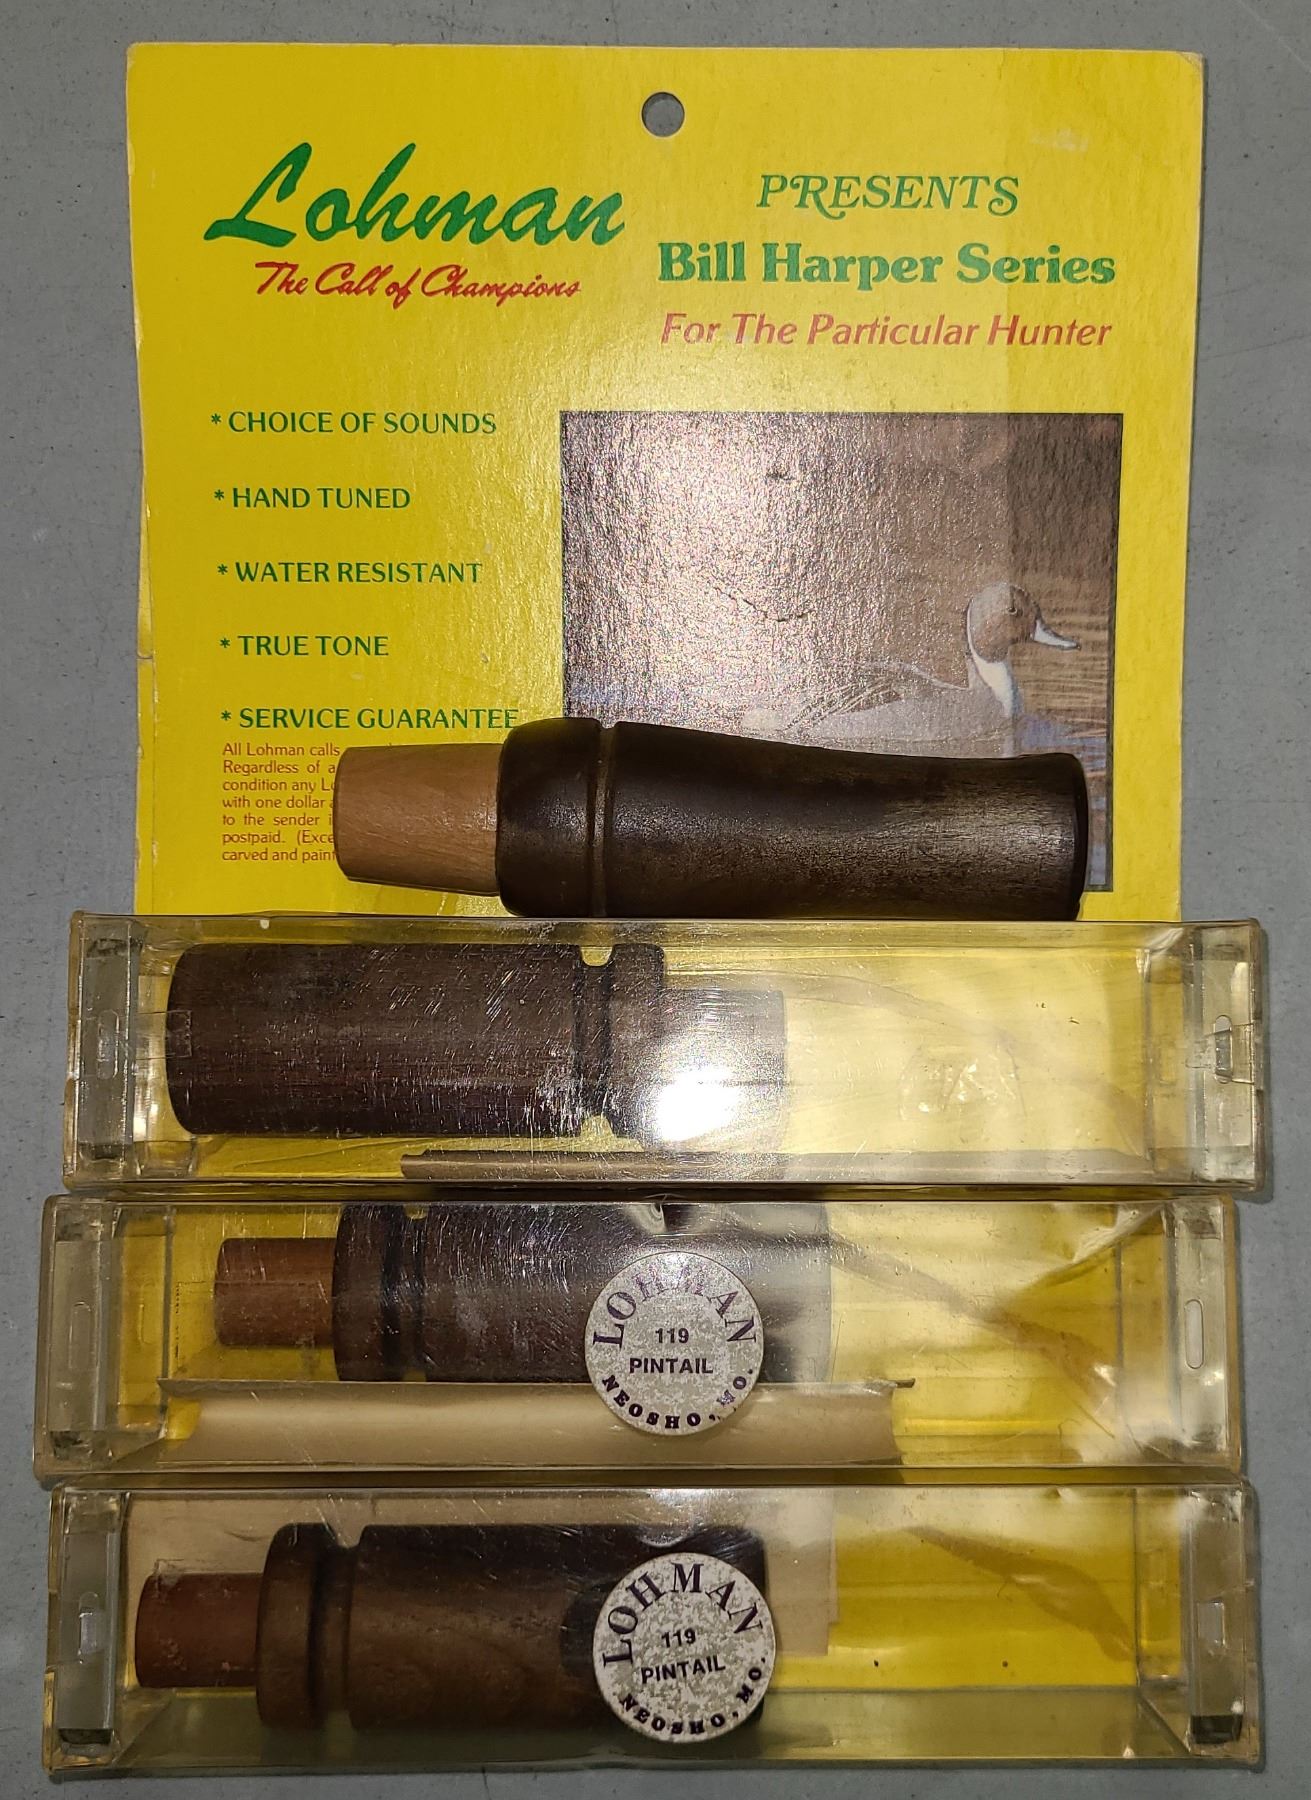 Lohman
The Call of Champions
PRESENTS
Bill Harper Series
For The Particular Hunter
* CHOICE OF SOUNDS
* HAND TUNED
* WATER RESISTANT
* TRUE TONE
* SERVICE GUARANTEE
All Lohman calls
Regardless of a
condition any
with one dollar
to the sender
postpaid.
carved and
LOHMAN
119
PINTAIL
NEOSHO, MO.
LOHMAN
119
PINTAIL
NEOSHO, MO.